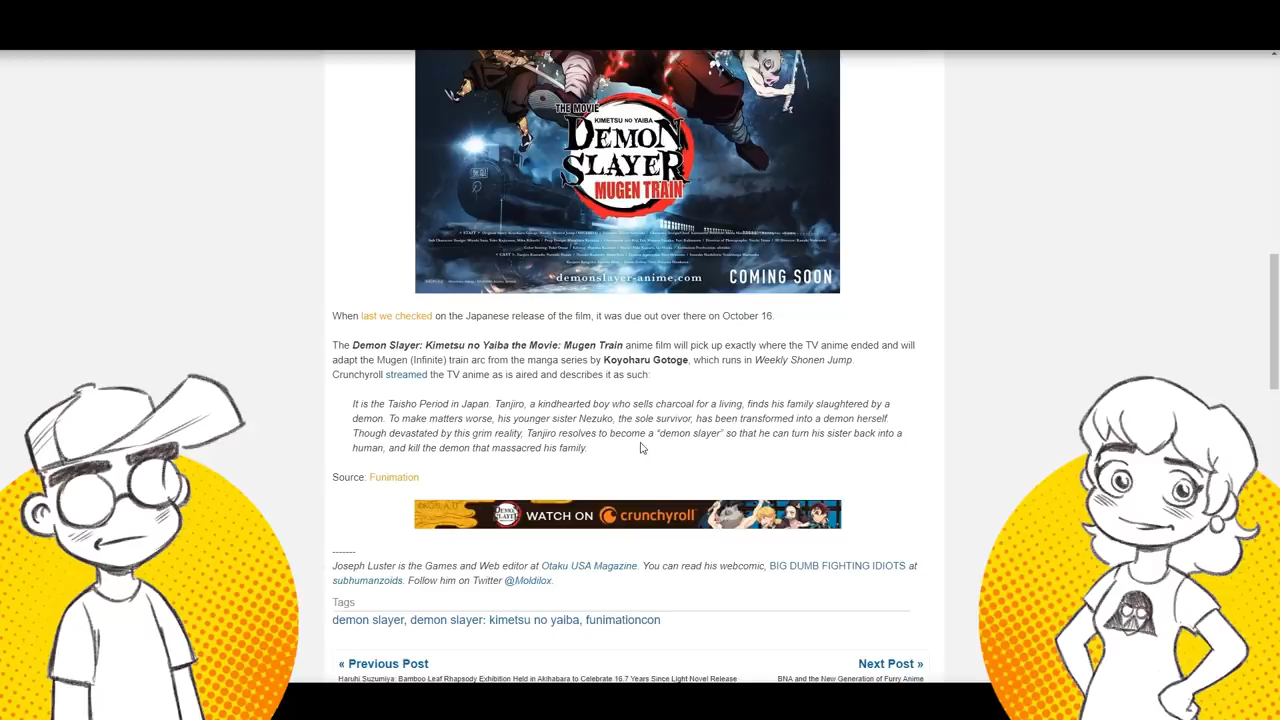 THE MOVIE
KIMETSU NO YAIBA
DEMON
SLAYER
MUGEN TRAIN
demonslayer-anime.com
COMING SOON
When last we checked on the Japanese release of the film, it was due out over there on October 16.
The Demon Slayer: Kimetsu no Yaiba the Movie: Mugen Train anime film will pick up exactly where the TV anime ended and will
adapt the Mugen (Infinite) train arc from the manga series by Koyoharu Gotoge, which runs in Weekly Shonen Jump.
Crunchyroll streamed the TV anime as is aired and describes it as such:
It is the Taisho Period in Japan. Tanjiro, a kindhearted boy who sells charcoal for a living, finds his family slaughtered by a
demon. To make matters worse, his younger sister Nezuko, the sole survivor, has been transformed into a demon herself.
Though devastated by this grim reality, Tanjiro resolves to become a “demon slayer” so that he can turn his sister back into a
human, and kill the demon that massacred his family.
Source: Funimation
DEMON SLAYER WATCH ON crunchyroll
-------
Joseph Luster is the Games and Web editor at Otaku USA Magazine. You can read his webcomic, BIG DUMB FIGHTING IDIOTS at
subhumanzoids. Follow him on Twitter @Moldilox.
Tags
demon slayer, demon slayer: kimetsu no yaiba, funimationcon
« Previous Post
Next Post »
Haruhi Suzumiya: Bamboo Leaf Rhapsody Exhibition Held in Akihabara to Celebrate 16.7 Years Since Light Novel Release
BNA and the New Generation of Furry Anime